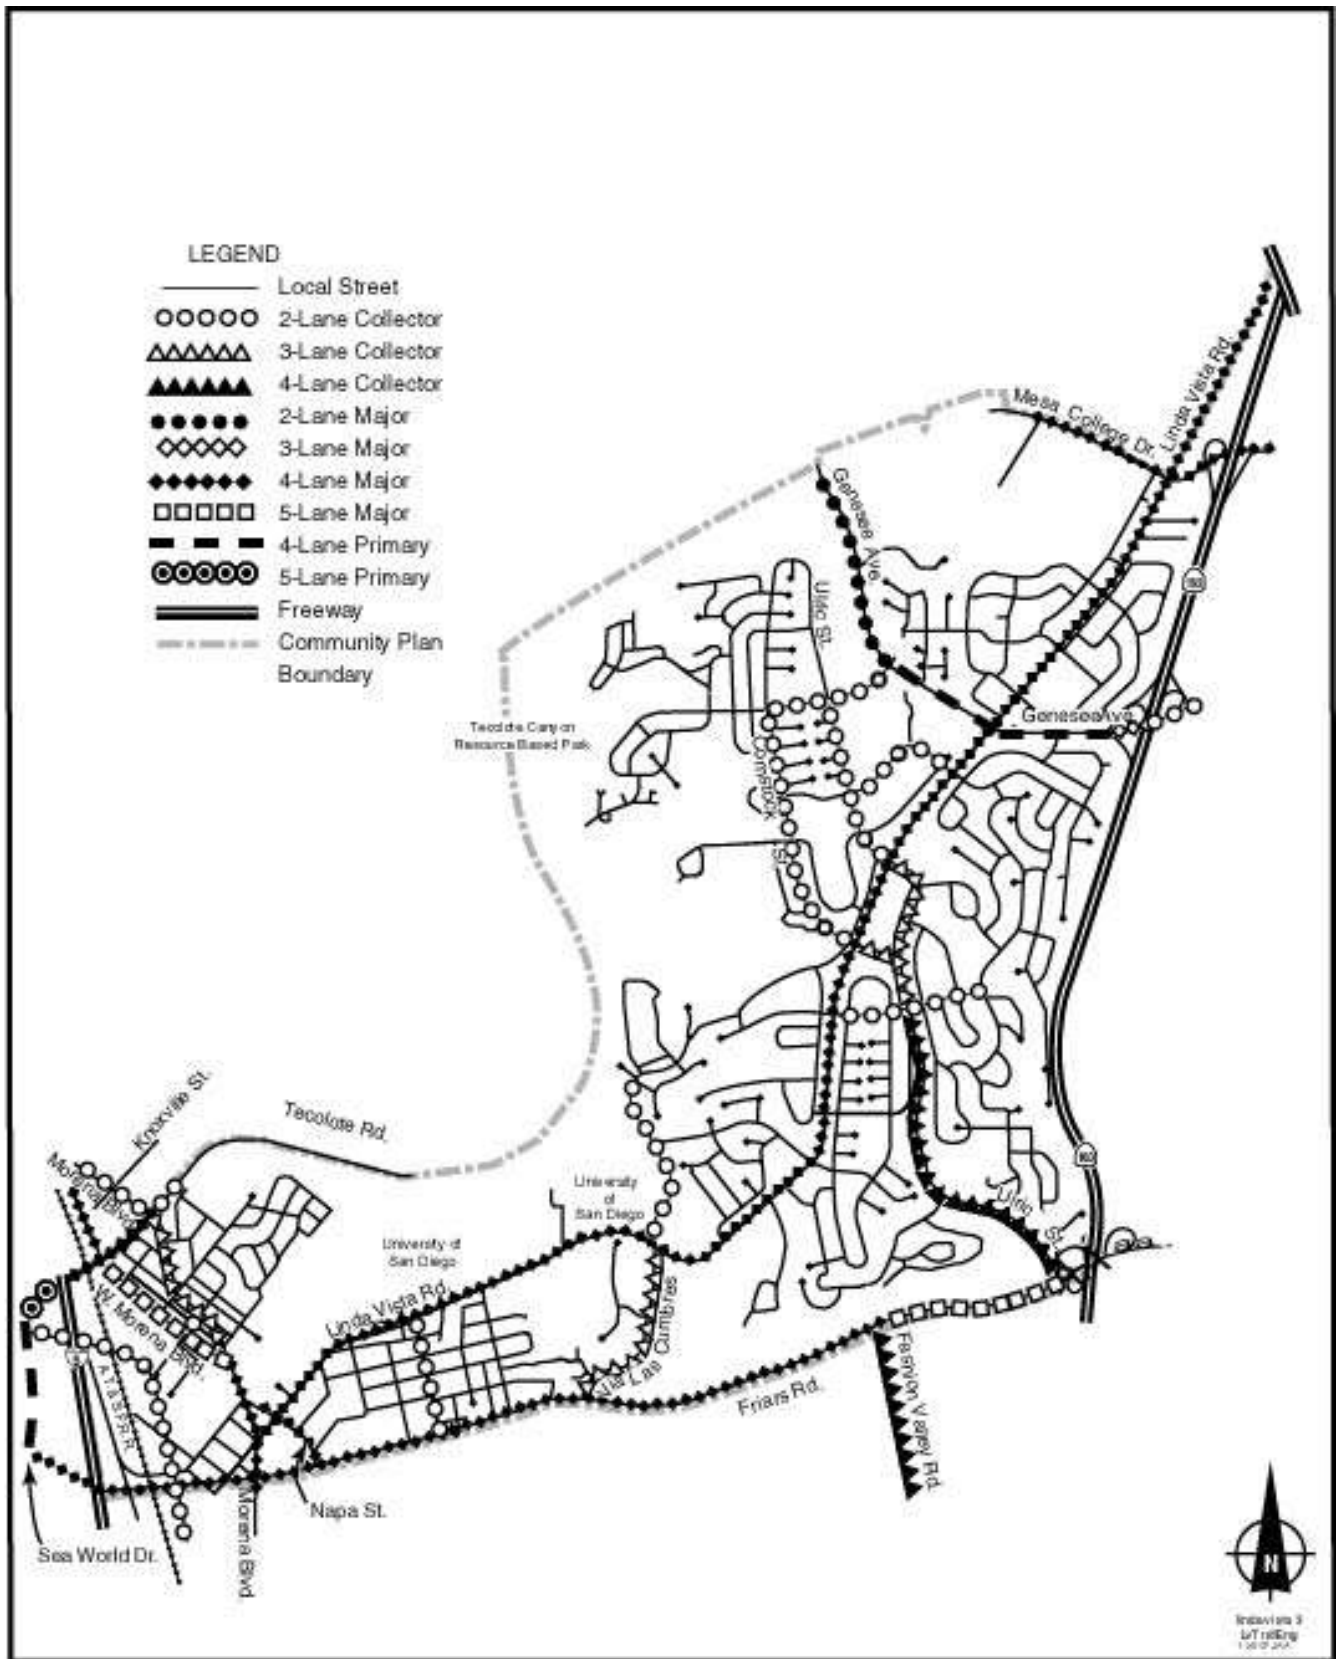 LEGEND
Local Street
2-Lane Collector
3-Lane Collector
4-Lane Collector
2-Lane Major
3-Lane Major
4-Lane Major
5-Lane Major
4-Lane Primary
5-Lane Primary
Freeway
Community Plan
Boundary
Linda Vista Rd.
Mesa College Dr.
Genesee Ave.
Ulric St.
Genesee Ave.
Tecolote Canyon
Resource Based Park
Comstock St.
Knoxville St.
Tecolote Rd.
Morena Blvd.
University
of
San Diego
University of
San Diego
Ulric St.
W. Morena Blvd.
Linda Vista Rd.
Via Las Cumbres
A.T.&S.F.R.R.
Friars Rd.
Fashion Valley Rd.
Napa St.
Morena Blvd.
Sea World Dr.
N